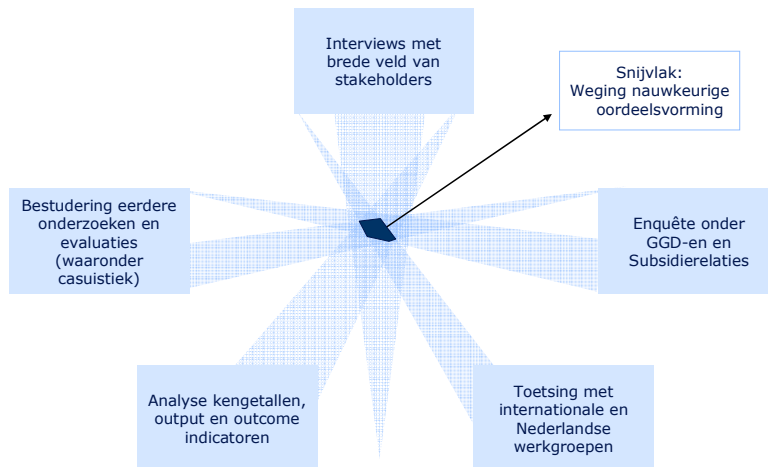 Interviews met
brede veld van
stakeholders
Snijvlak:
Weging nauwkeurige
oordeelsvorming
Bestudering eerdere
onderzoeken en
evaluaties
(waaronder
casuistiek)
Enquête onder
GGD-en en
Subsidierelaties
Analyse kengetallen,
output en outcome
indicatoren
Toetsing met
internationale en
Nederlandse
werkgroepen